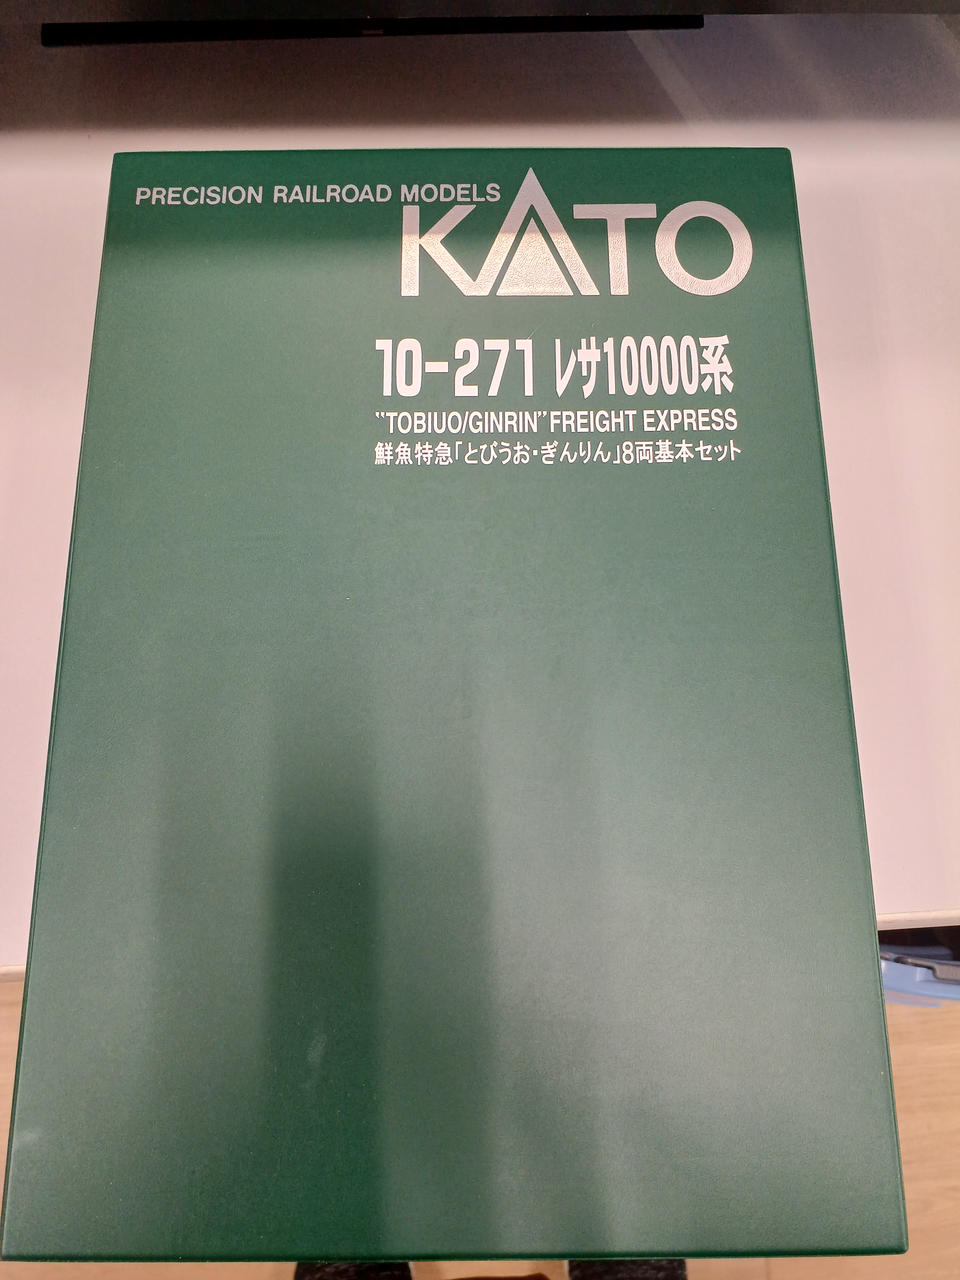 PRECISION RAILROAD MODELS
KATO
10-271 レサ10000系
"TOBIUO/GINRIN" FREIGHT EXPRESS
鮮魚特急「とびうお・ぎんりん」8両基本セット